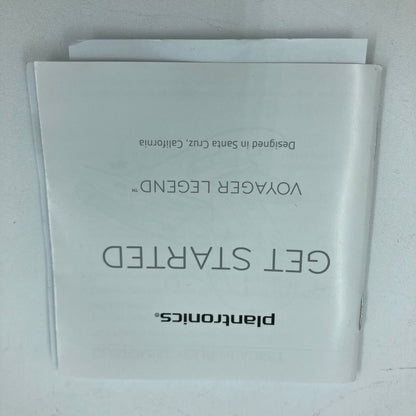 plantronics®
GET STARTED
VOYAGER LEGEND™
Designed in Santa Cruz, California